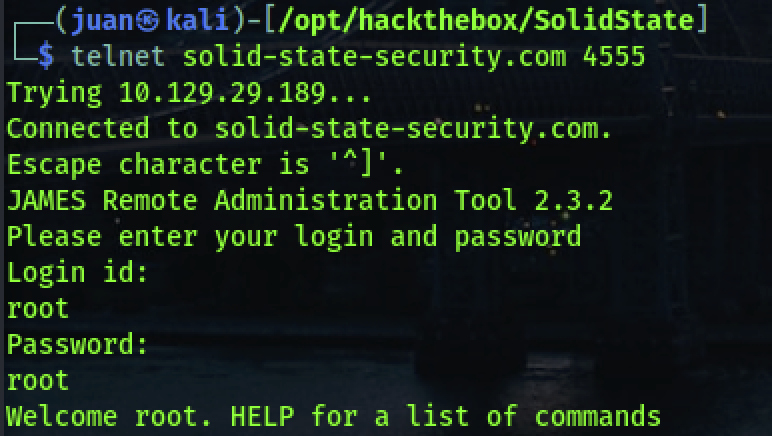 ┌──(juan㉿kali)-[/opt/hackthebox/SolidState]
└─$ telnet solid-state-security.com 4555
Trying 10.129.29.189...
Connected to solid-state-security.com.
Escape character is '^]'.
JAMES Remote Administration Tool 2.3.2
Please enter your login and password
Login id:
root
Password:
root
Welcome root. HELP for a list of commands